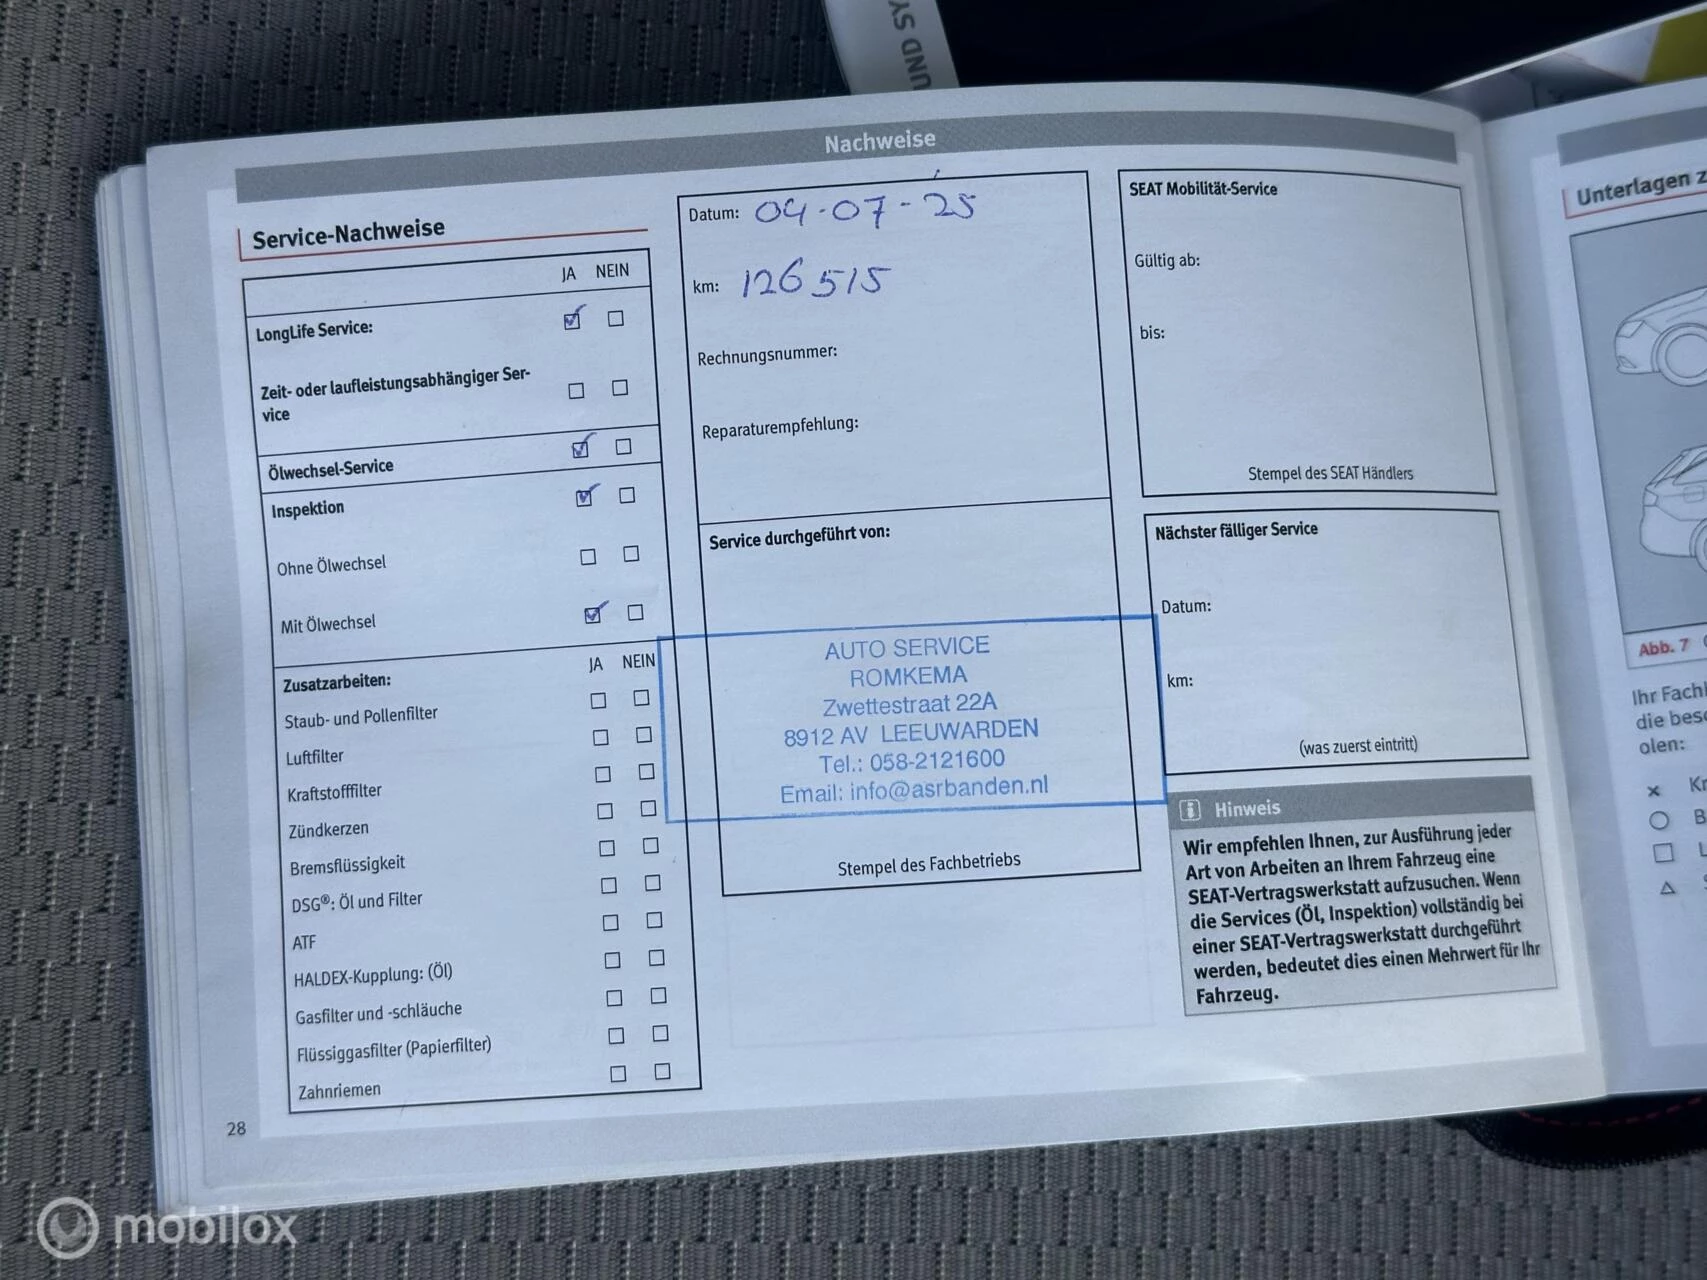 UND SY
Nachweise
Service-Nachweise
JA NEIN
LongLife Service:
Zeit- oder laufleistungsabhängiger Ser-
vice
Ölwechsel-Service
Inspektion
Ohne Ölwechsel
Mit Ölwechsel
Zusatzarbeiten: JA NEIN
Staub- und Pollenfilter
Luftfilter
Kraftstofffilter
Zündkerzen
Bremsflüssigkeit
DSG®: Öl und Filter
ATF
HALDEX-Kupplung: (Öl)
Gasfilter und -schläuche
Flüssiggasfilter (Papierfilter)
Zahnriemen
28
Datum: 04-07-25
km: 126515
Rechnungsnummer:
Reparaturempfehlung:
Service durchgeführt von:
AUTO SERVICE
ROMKEMA
Zwettestraat 22A
8912 AV LEEUWARDEN
Tel.: 058-2121600
Email: info@asrbanden.nl
Stempel des Fachbetriebs
SEAT Mobilität-Service
Gültig ab:
bis:
Stempel des SEAT Händlers
Nächster fälliger Service
Datum:
km:
(was zuerst eintritt)
Hinweis
Wir empfehlen Ihnen, zur Ausführung jeder
Art von Arbeiten an Ihrem Fahrzeug eine
SEAT-Vertragswerkstatt aufzusuchen. Wenn
die Services (Öl, Inspektion) vollständig bei
einer SEAT-Vertragswerkstatt durchgeführt
werden, bedeutet dies einen Mehrwert für Ihr
Fahrzeug.
Unterlagen z
Abb. 7
Ihr Fach
die bes
olen:
mobilox